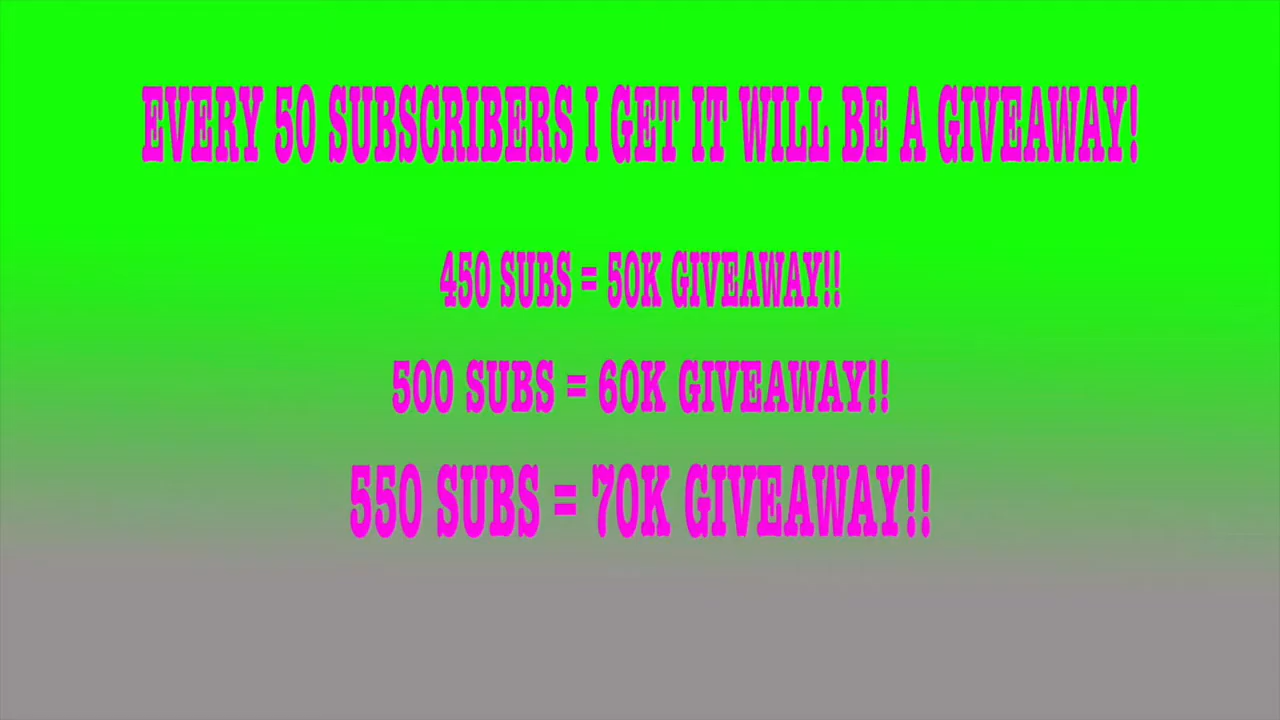 EVERY 50 SUBSCRIBERS I GET IT WILL BE A GIVEAWAY!
450 SUBS = 50K GIVEAWAY!!
500 SUBS = 60K GIVEAWAY!!
550 SUBS = 70K GIVEAWAY!!